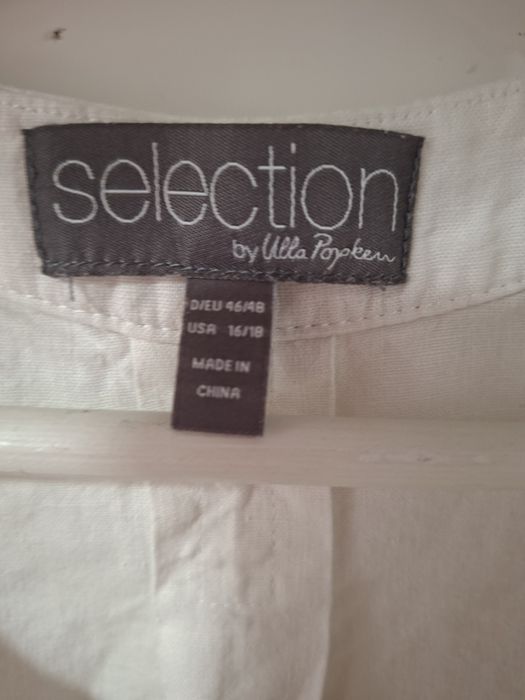 selection
by Ulla Popken
D/EU 46/48
USA 16/18
MADE IN
CHINA